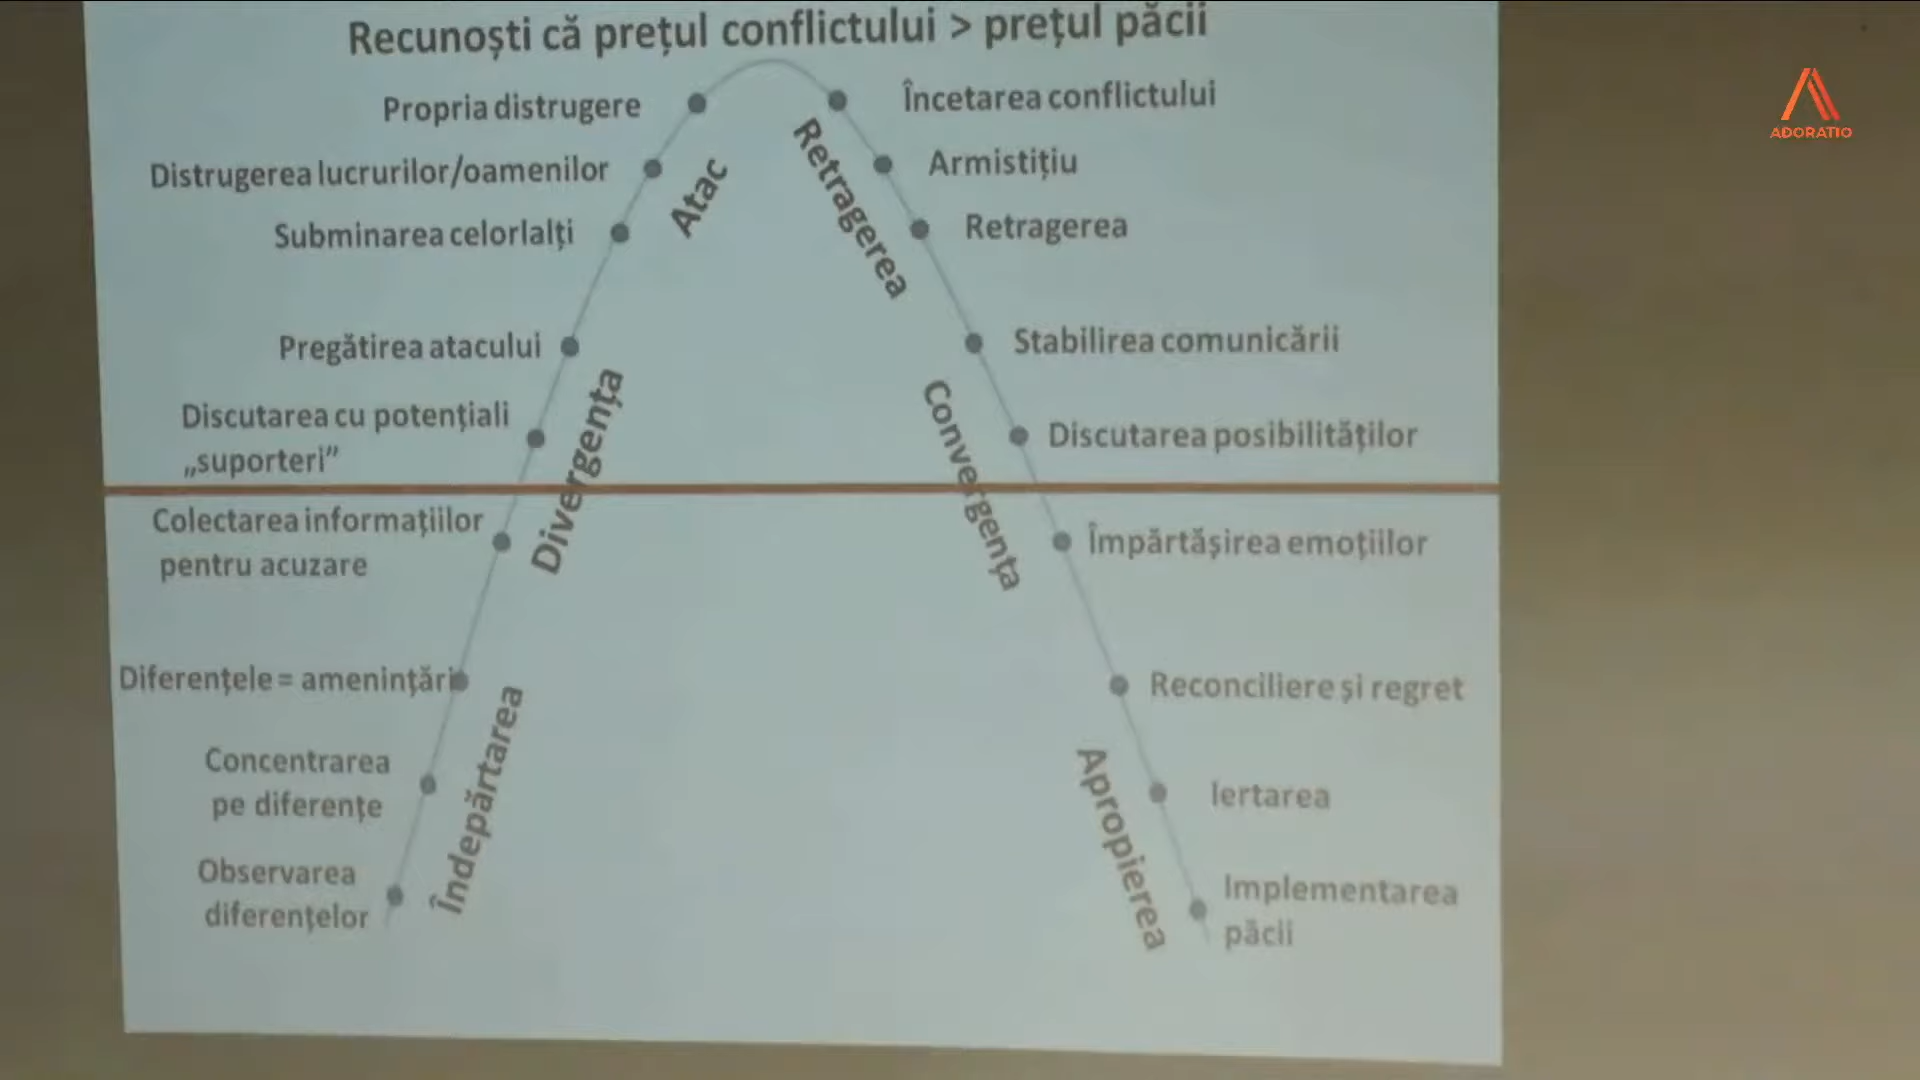 Recunoști că prețul conflictului > prețul păcii
Propria distrugere
Distrugerea lucrurilor/oamenilor
Subminarea celorlalți
Pregătirea atacului
Discutarea cu potențiali
„suporteri”
Colectarea informațiilor
pentru acuzare
Diferențele = amenințări
Concentrarea
pe diferențe
Observarea
diferențelor
Atac
Divergența
Îndepărtarea
Retragerea
Convergența
Apropierea
Încetarea conflictului
Armistițiu
Retragerea
Stabilirea comunicării
Discutarea posibilităților
Împărtășirea emoțiilor
Reconciliere și regret
Iertarea
Implementarea
păcii
ADORATIO